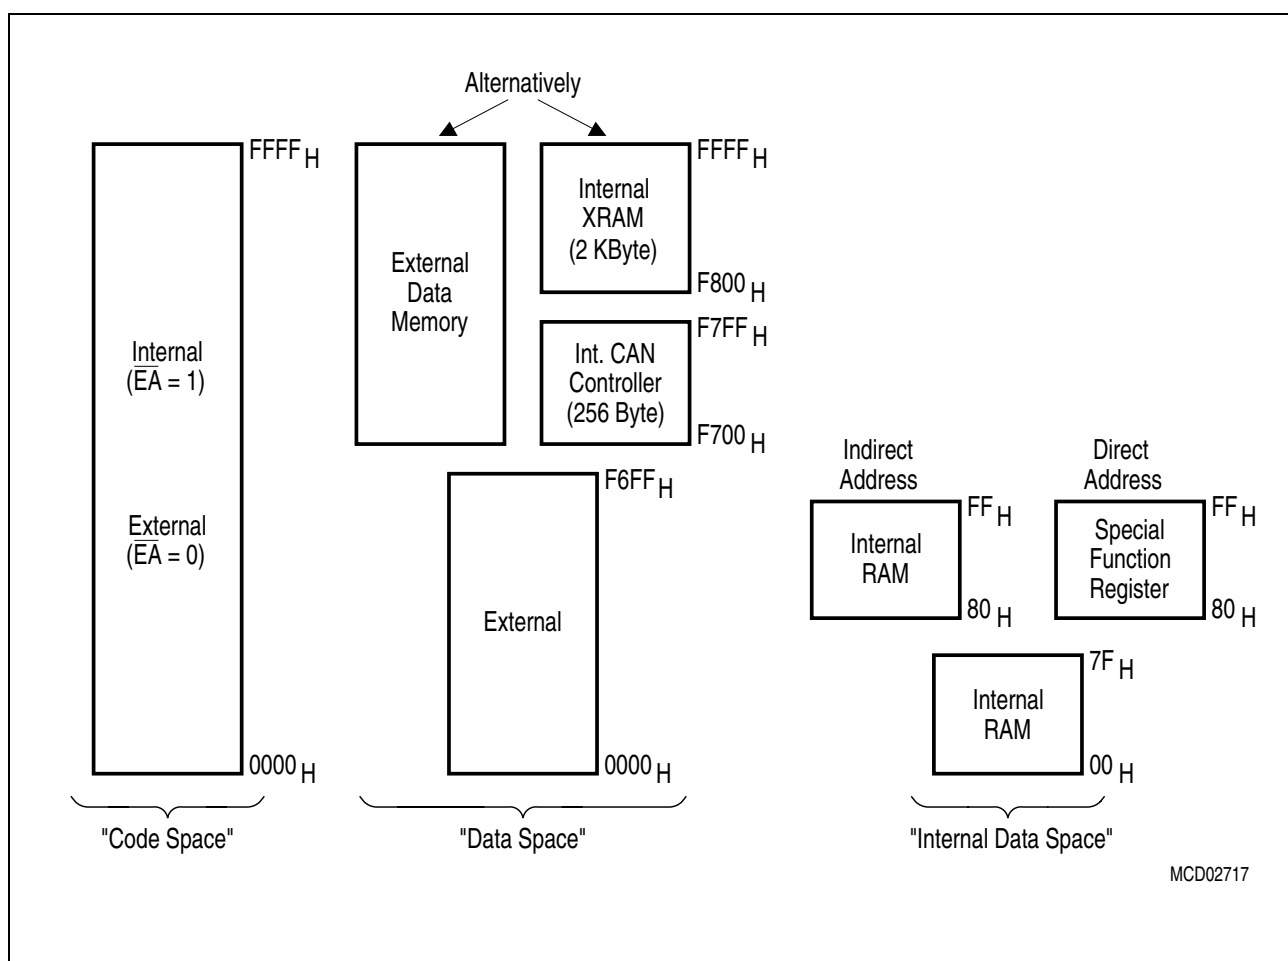 Alternatively
FFFF H
Internal
(EA = 1)
External
(EA = 0)
0000 H
"Code Space"
External
Data
Memory
Internal
XRAM
(2 KByte)
FFFF H
F800 H
Int. CAN
Controller
(256 Byte)
F7FF H
F700 H
External
F6FF H
0000 H
"Data Space"
Indirect
Address
Internal
RAM
FF H
80 H
Direct
Address
Special
Function
Register
FF H
80 H
Internal
RAM
7F H
00 H
"Internal Data Space"
MCD02717